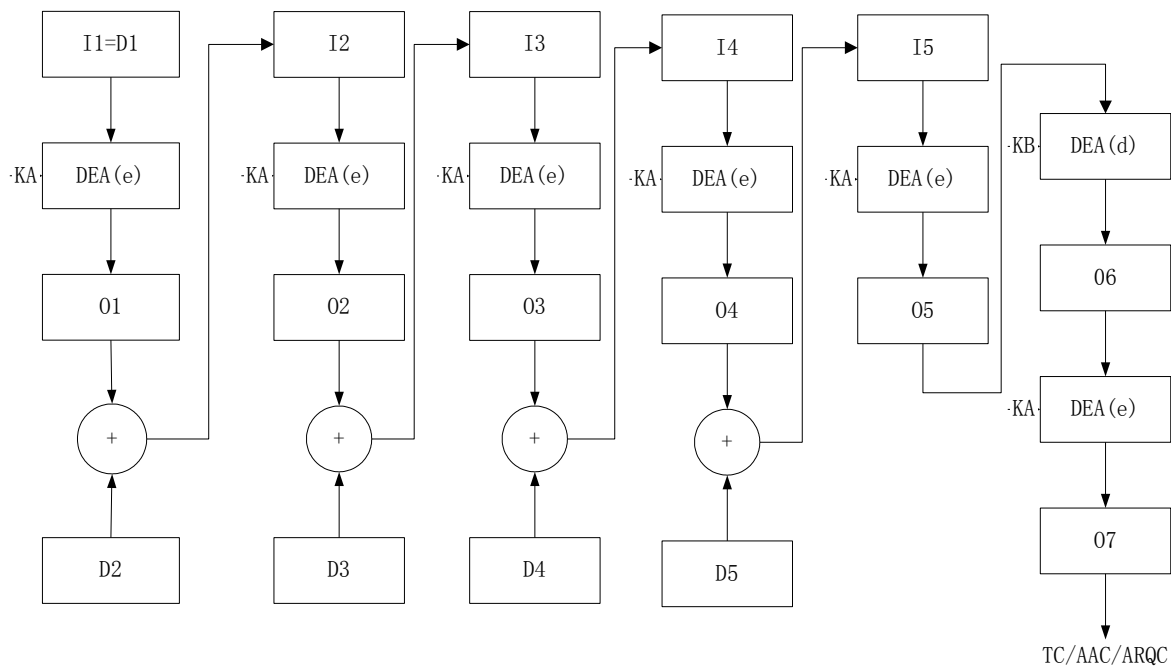 I1=D1
I2
I3
I4
I5
KA
DEA(e)
KA
DEA(e)
KA
DEA(e)
KA
DEA(e)
KA
DEA(e)
KB
DEA(d)
O1
O2
O3
O4
O5
O6
+
+
+
+
KA
DEA(e)
D2
D3
D4
D5
O7
TC/AAC/ARQC